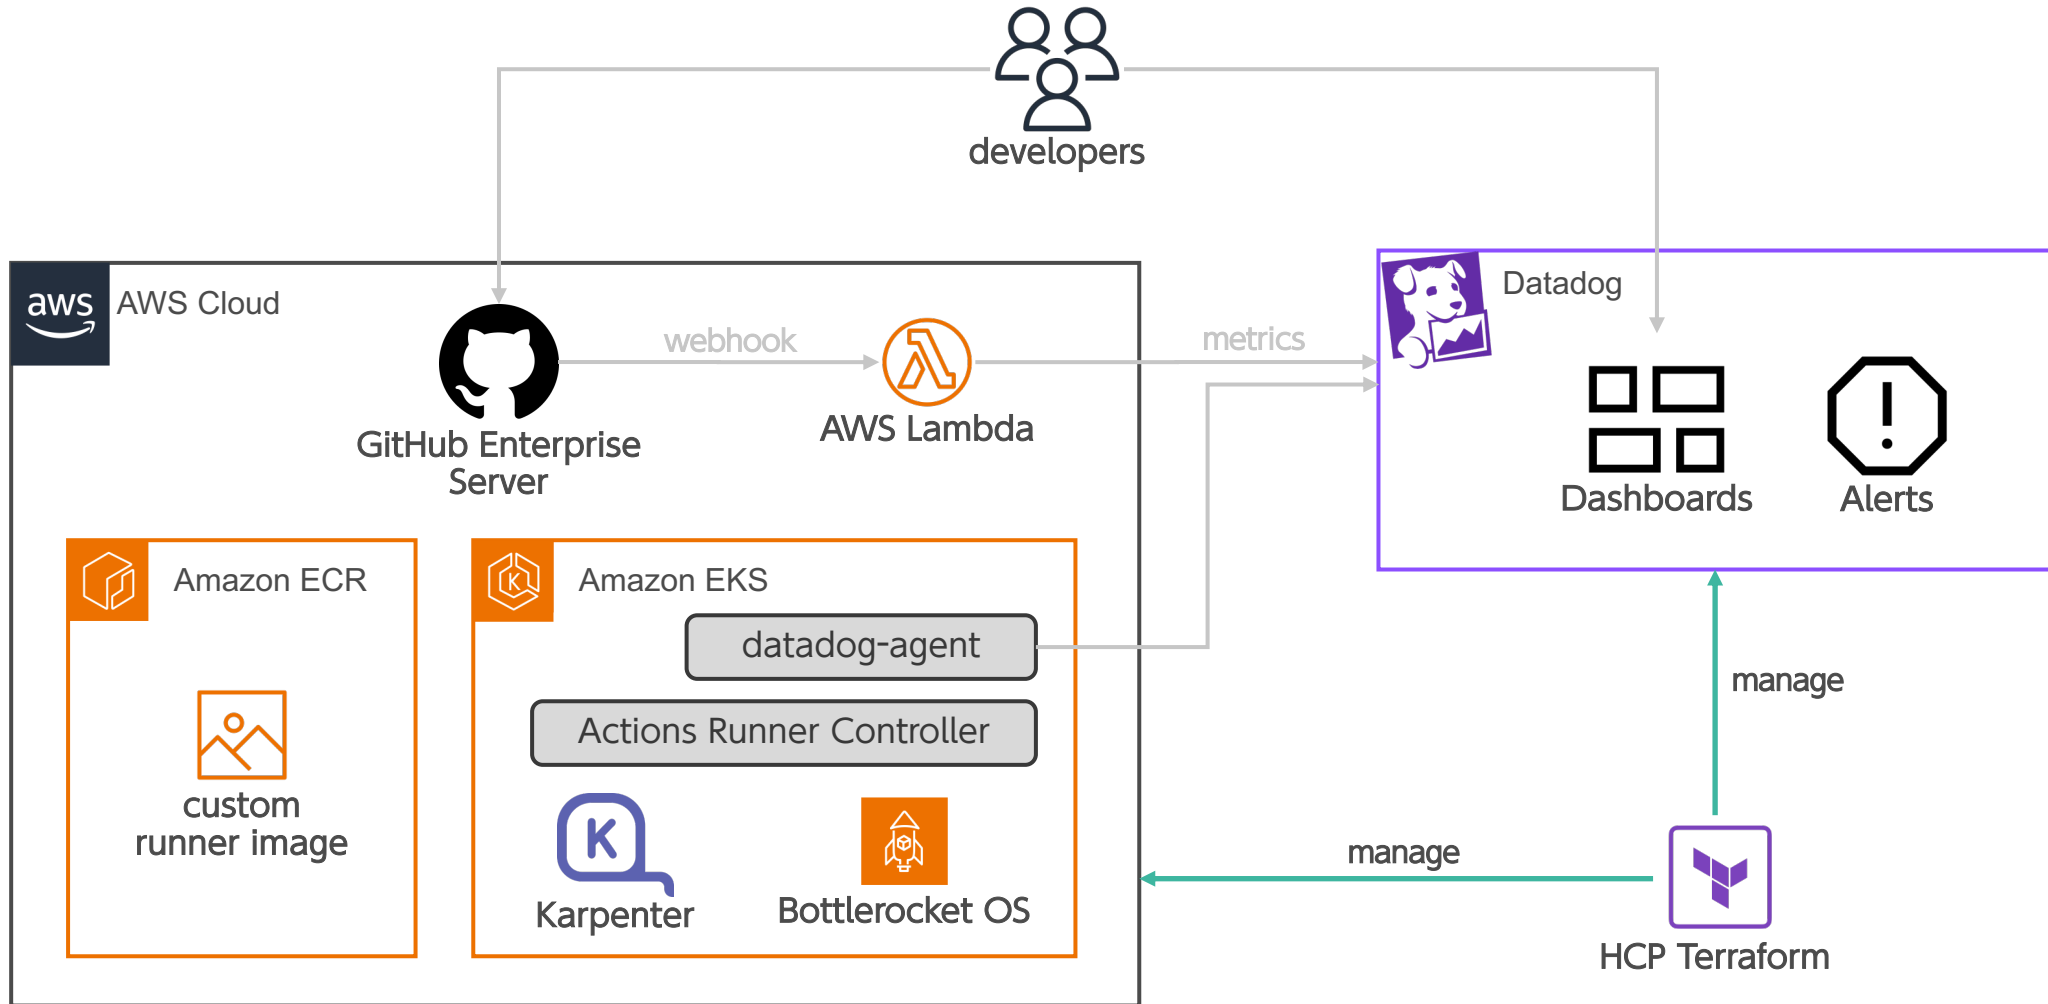 developers
aws
AWS Cloud
Datadog
webhook
metrics
GitHub Enterprise
Server
AWS Lambda
Dashboards
Alerts
Amazon ECR
Amazon EKS
K
datadog-agent
manage
Actions Runner Controller
custom
runner image
K
Karpenter
Bottlerocket OS
manage
HCP Terraform